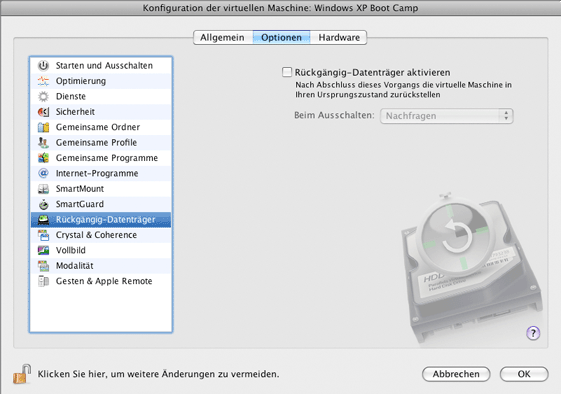 Konfiguration der virtuellen Maschine: Windows XP Boot Camp
Allgemein
Optionen
Hardware
Starten und Ausschalten
Optimierung
Dienste
Sicherheit
Gemeinsame Ordner
Gemeinsame Profile
Gemeinsame Programme
Internet-Programme
SmartMount
SmartGuard
Rückgängig-Datenträger
Crystal & Coherence
Vollbild
Modalität
Gesten & Apple Remote
Rückgängig-Datenträger aktivieren
Nach Abschluss dieses Vorgangs die virtuelle Maschine in
Ihren Ursprungszustand zurückstellen
Beim Ausschalten: Nachfragen
HDD
?
Klicken Sie hier, um weitere Änderungen zu vermeiden.
Abbrechen
OK